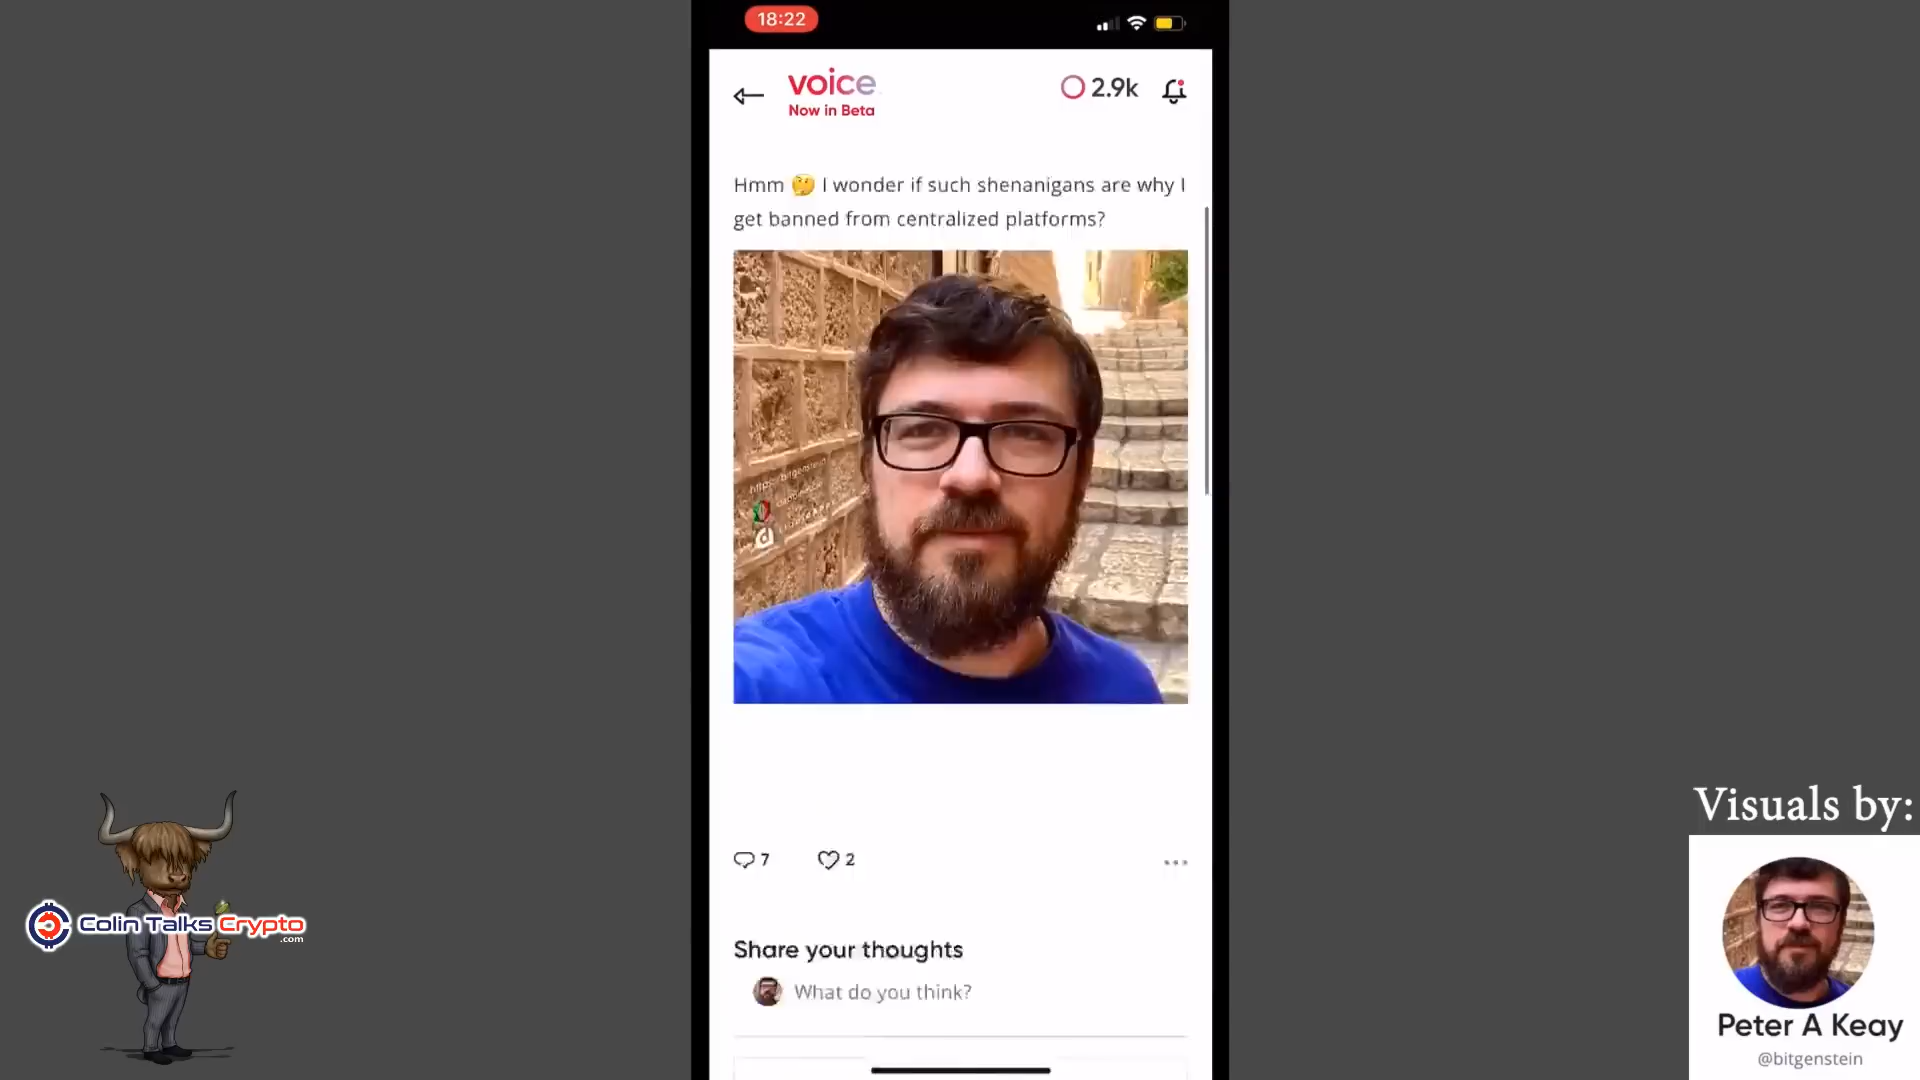 18:22
voice
Now in Beta
2.9k
Hmm 🤔 I wonder if such shenanigans are why I
get banned from centralized platforms?
7
2
Share your thoughts
What do you think?
Colin Talks Crypto
.com
Visuals by:
Peter A Keay
@bitgenstein